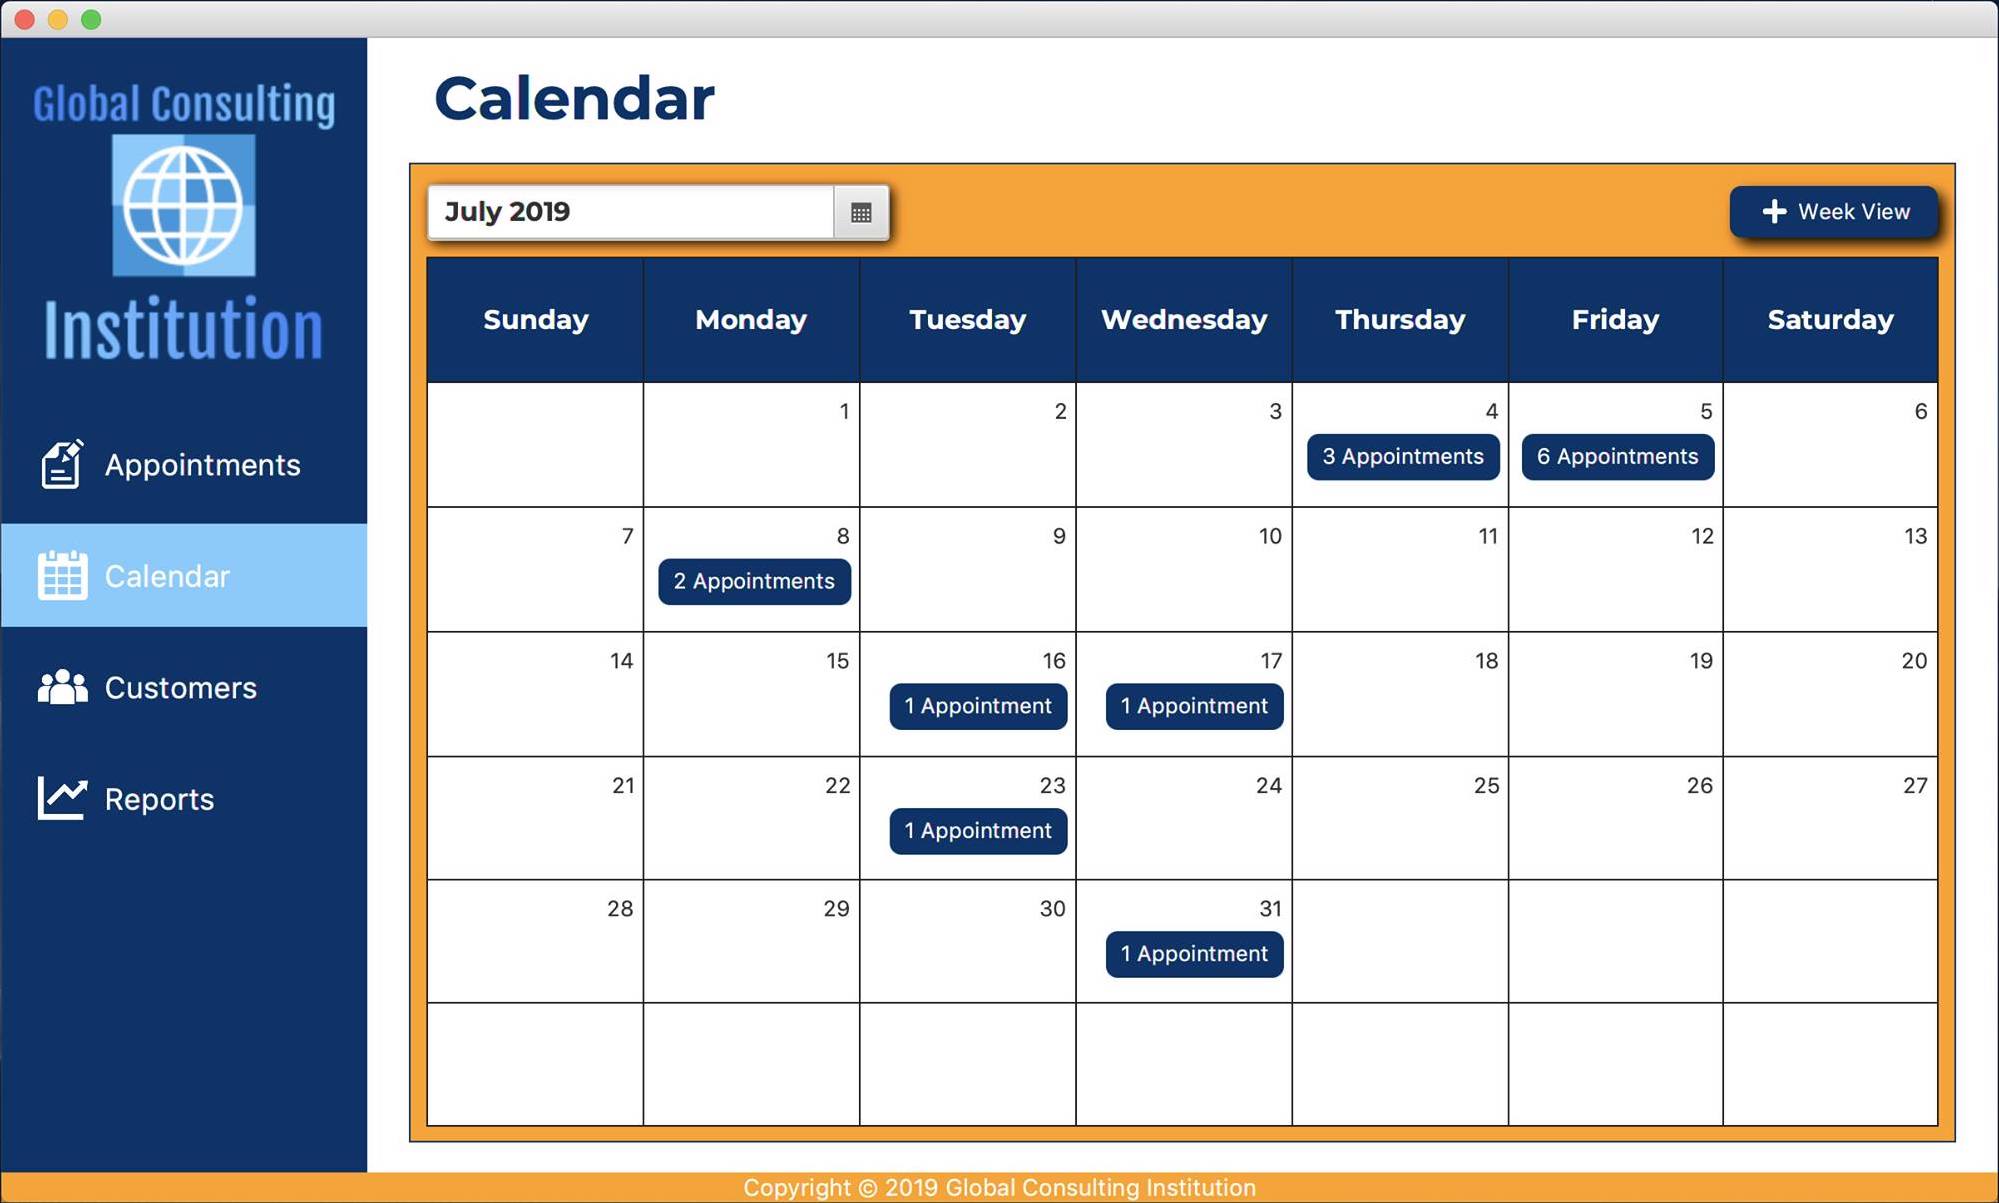 Global Consulting
Institution
Appointments
Calendar
Customers
Reports
Calendar
July 2019
Week View
Sunday Monday Tuesday Wednesday Thursday Friday Saturday
1 2 3 4 5 6
3 Appointments 6 Appointments
7 8 9 10 11 12 13
2 Appointments
14 15 16 17 18 19 20
1 Appointment 1 Appointment
21 22 23 24 25 26 27
1 Appointment
28 29 30 31
1 Appointment
Copyright © 2019 Global Consulting Institution